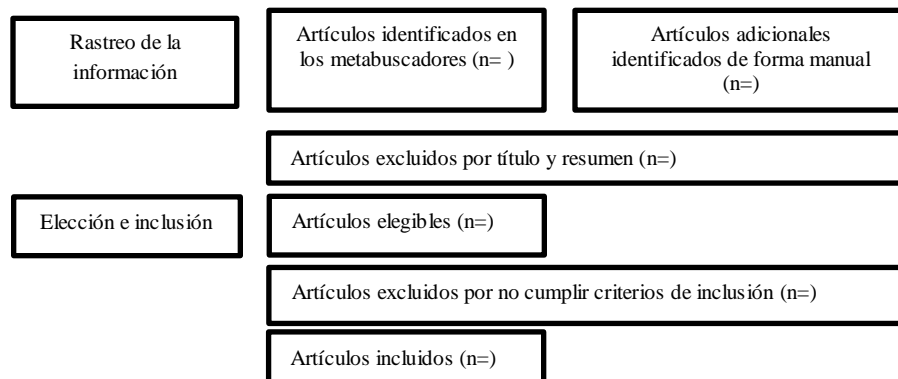 Rastreo de la
información
Artículos identificados en
los metabuscadores (n= )
Artículos adicionales
identificados de forma manual
(n=)
Artículos excluidos por título y resumen (n=)
Elección e inclusión
Artículos elegibles (n=)
Artículos excluidos por no cumplir criterios de inclusión (n=)
Artículos incluidos (n=)